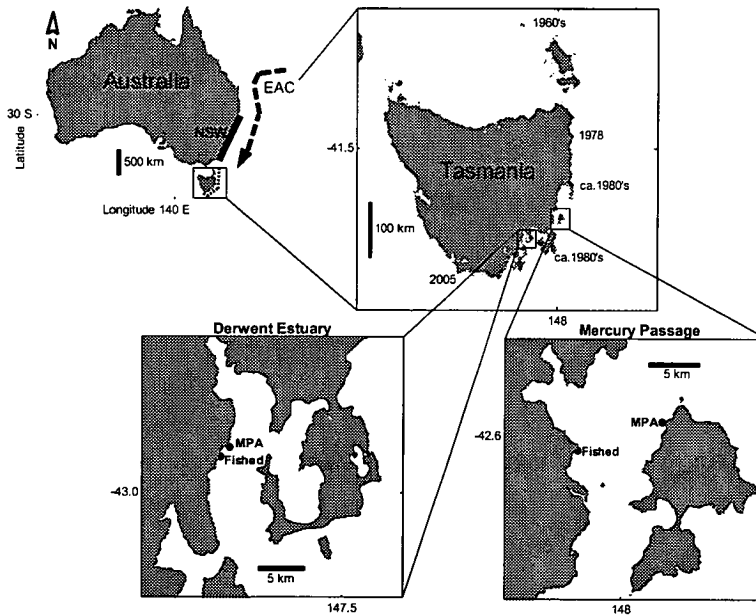 N
Australia
EAC
NSW
30 S
Latitude
500 km
Longitude 140 E
1960's
1978
-41.5
Tasmania
ca.1980's
100 km
ca.1980's
2005
148
Derwent Estuary
MPA
Fished
-43.0
5 km
147.5
Mercury Passage
5 km
MPA
-42.6
Fished
148